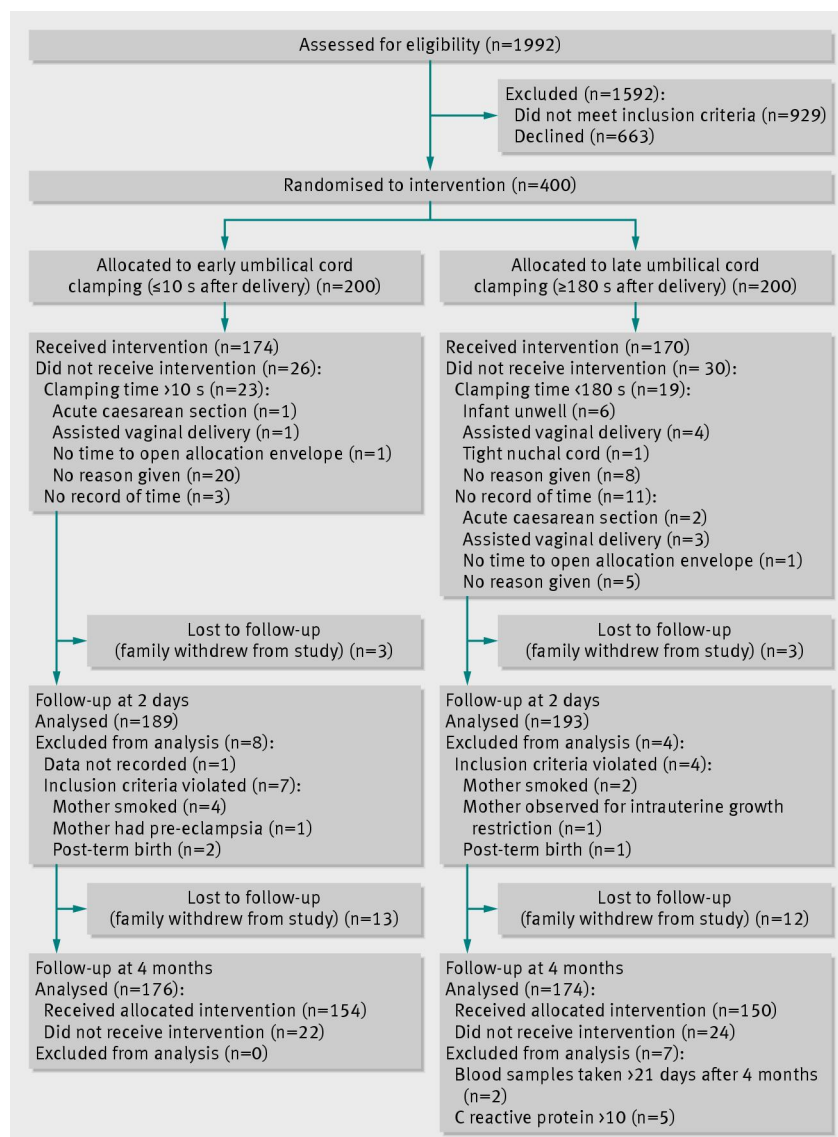 Assessed for eligibility (n=1992)
Excluded (n=1592):
Did not meet inclusion criteria (n=929)
Declined (n=663)
Randomised to intervention (n=400)
Allocated to early umbilical cord
clamping (≤10 s after delivery) (n=200)
Allocated to late umbilical cord
clamping (≥180 s after delivery) (n=200)
Received intervention (n=174)
Did not receive intervention (n=26):
Clamping time >10 s (n=23):
Acute caesarean section (n=1)
Assisted vaginal delivery (n=1)
No time to open allocation envelope (n=1)
No reason given (n=20)
No record of time (n=3)
Received intervention (n=170)
Did not receive intervention (n= 30):
Clamping time <180 s (n=19):
Infant unwell (n=6)
Assisted vaginal delivery (n=4)
Tight nuchal cord (n=1)
No reason given (n=8)
No record of time (n=11):
Acute caesarean section (n=2)
Assisted vaginal delivery (n=3)
No time to open allocation envelope (n=1)
No reason given (n=5)
Lost to follow-up
(family withdrew from study) (n=3)
Lost to follow-up
(family withdrew from study) (n=3)
Follow-up at 2 days
Analysed (n=189)
Excluded from analysis (n=8):
Data not recorded (n=1)
Inclusion criteria violated (n=7):
Mother smoked (n=4)
Mother had pre-eclampsia (n=1)
Post-term birth (n=2)
Follow-up at 2 days
Analysed (n=193)
Excluded from analysis (n=4):
Inclusion criteria violated (n=4):
Mother smoked (n=2)
Mother observed for intrauterine growth
restriction (n=1)
Post-term birth (n=1)
Lost to follow-up
(family withdrew from study) (n=13)
Lost to follow-up
(family withdrew from study) (n=12)
Follow-up at 4 months
Analysed (n=176):
Received allocated intervention (n=154)
Did not receive intervention (n=22)
Excluded from analysis (n=0)
Follow-up at 4 months
Analysed (n=174):
Received allocated intervention (n=150)
Did not receive intervention (n=24)
Excluded from analysis (n=7):
Blood samples taken >21 days after 4 months
(n=2)
C reactive protein >10 (n=5)